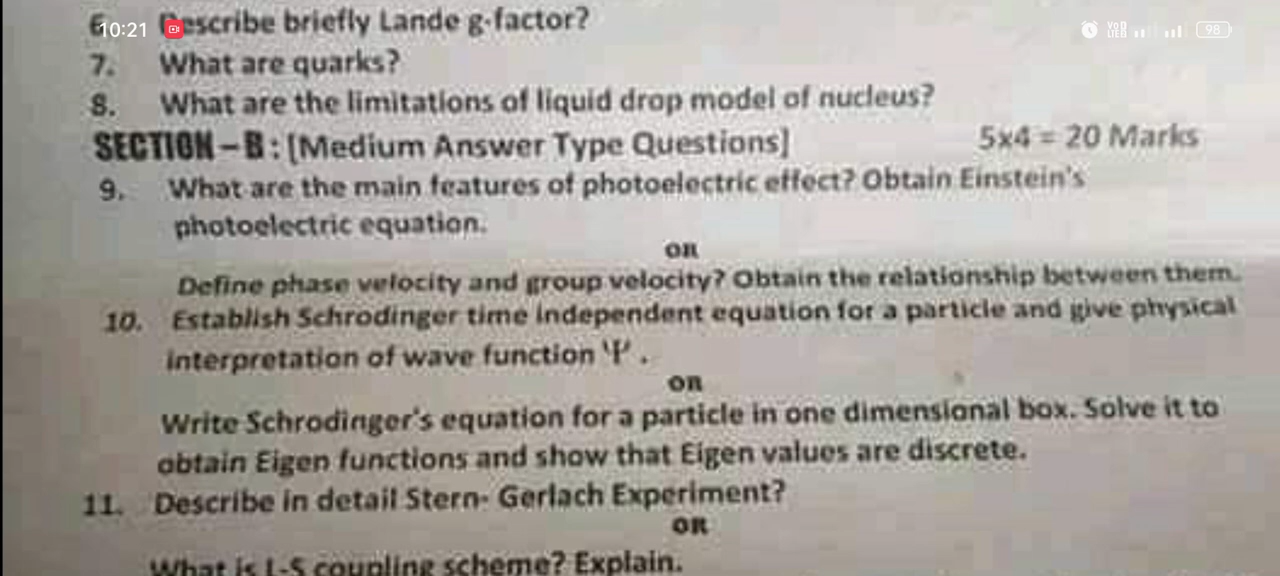 10:21
98
6. Describe briefly Lande g-factor?
7. What are quarks?
8. What are the limitations of liquid drop model of nucleus?
SECTION – B : [Medium Answer Type Questions] 5x4 = 20 Marks
9. What are the main features of photoelectric effect? Obtain Einstein's
photoelectric equation.
OR
Define phase velocity and group velocity? Obtain the relationship between them.
10. Establish Schrodinger time independent equation for a particle and give physical
interpretation of wave function Ψ .
OR
Write Schrodinger's equation for a particle in one dimensional box. Solve it to
obtain Eigen functions and show that Eigen values are discrete.
11. Describe in detail Stern- Gerlach Experiment?
OR
What is L-S coupling scheme? Explain.